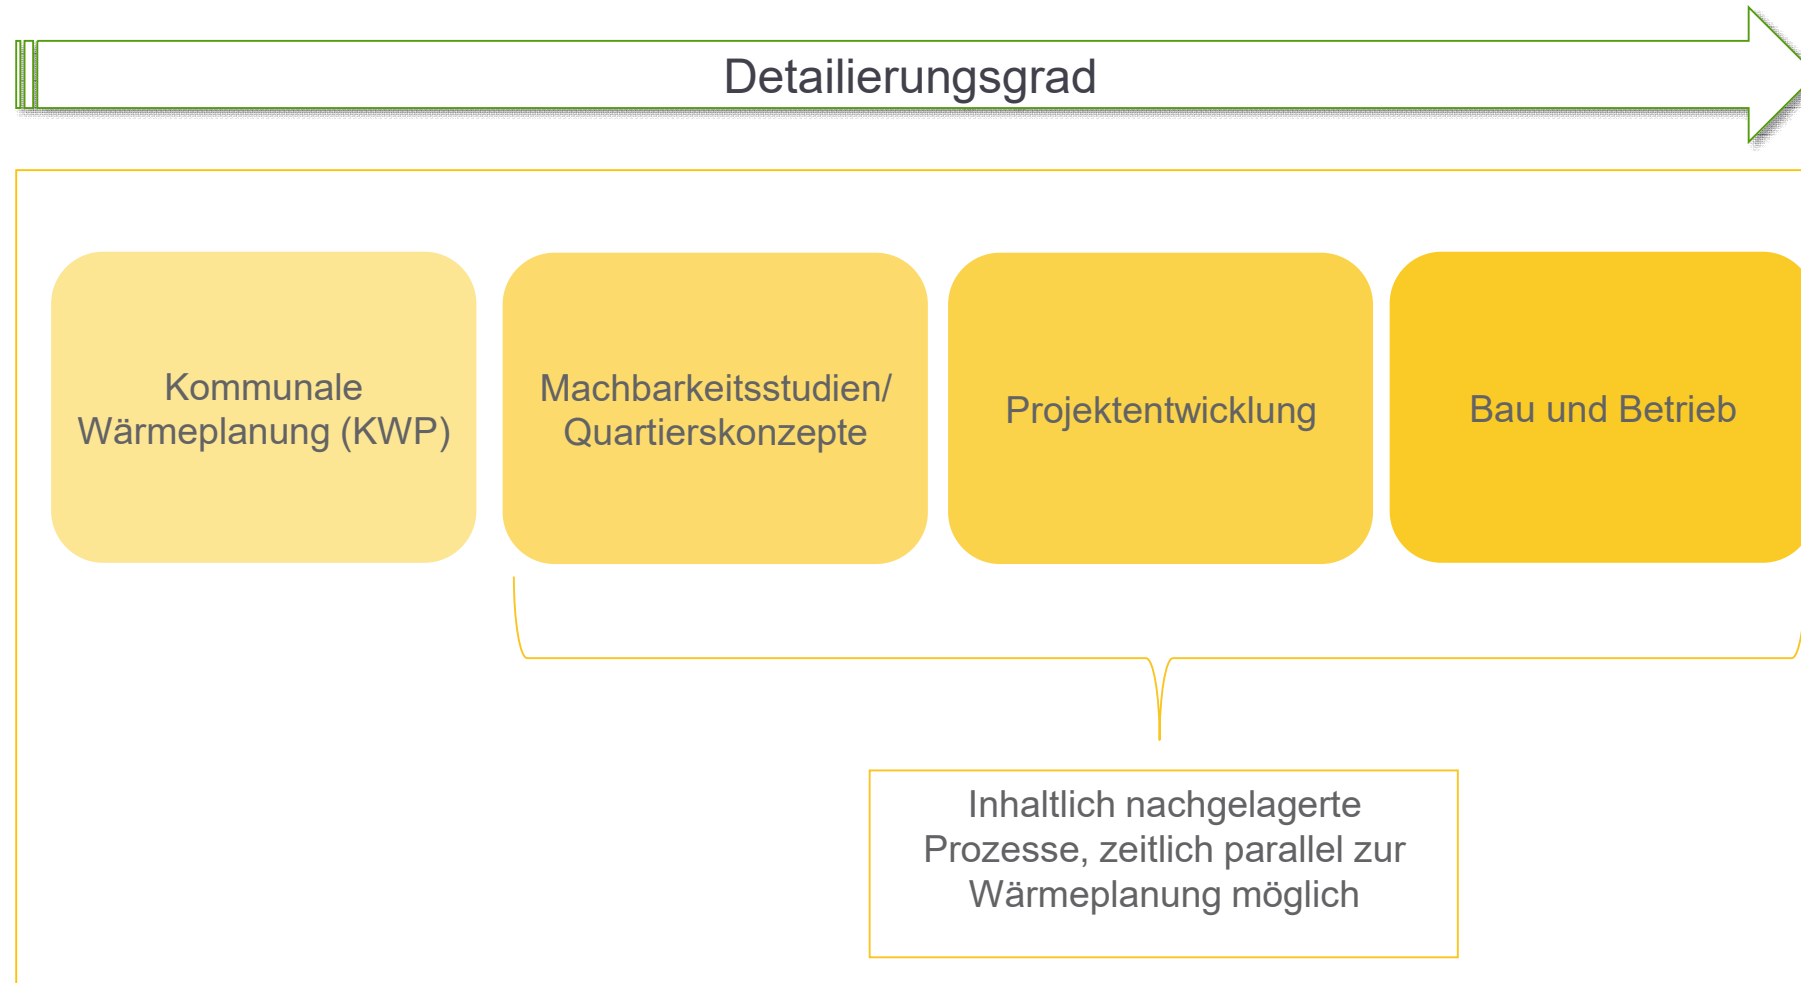 Detailierungsgrad
Kommunale
Wärmeplanung (KWP)
Machbarkeitsstudien/
Quartierskonzepte
Projektentwicklung
Bau und Betrieb
Inhaltlich nachgelagerte
Prozesse, zeitlich parallel zur
Wärmeplanung möglich